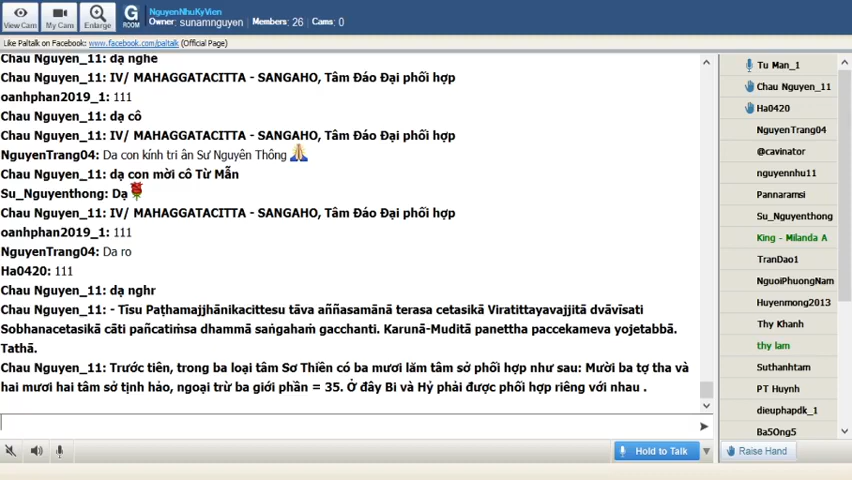 View Cam
My Cam
Enlarge
G
ROOM
NguyenNhuKyVien
Owner: sunamnguyen Members: 26 Cams: 0
Like Paltalk on Facebook: www.facebook.com/paltalk (Official Page)
Chau Nguyen_11: dạ nghe
Chau Nguyen_11: IV/ MAHAGGATACITTA - SANGAHO, Tâm Đáo Đại phối hợp
oanhphan2019_1: 111
Chau Nguyen_11: dạ cô
Chau Nguyen_11: IV/ MAHAGGATACITTA - SANGAHO, Tâm Đáo Đại phối hợp
NguyenTrang04: Da con kính tri ân Sư Nguyên Thông
Chau Nguyen_11: dạ con mời cô Từ Mẫn
Su_Nguyenthong: Dạ
Chau Nguyen_11: IV/ MAHAGGATACITTA - SANGAHO, Tâm Đáo Đại phối hợp
oanhphan2019_1: 111
NguyenTrang04: Da ro
Ha0420: 111
Chau Nguyen_11: dạ nghr
Chau Nguyen_11: - Tīsu Paṭhamajjhānikacittesu tāva aññasamānā terasa cetasikā Viratittayavajjitā dvāvīsati
Sobhanacetasikā cāti pañcatiṁsa dhammā saṅgahaṁ gacchanti. Karunā-Muditā panettha paccekameva yojetabbā.
Tathā.
Chau Nguyen_11: Trước tiên, trong ba loại tâm Sơ Thiền có ba mươi lăm tâm sở phối hợp như sau: Mười ba tợ tha và
hai mươi hai tâm sở tịnh hảo, ngoại trừ ba giới phần = 35. Ở đây Bi và Hỷ phải được phối hợp riêng với nhau .
Hold to Talk
Tu Man_1
Chau Nguyen_11
Ha0420
NguyenTrang04
@cavinator
nguyennhu11
Pannaramsi
Su_Nguyenthong
King - Milanda A
TranDao1
NguoiPhuongNam
Huyenmong2013
Thy Khanh
thy lam
Suthanhtam
PT Huynh
dieuphapdk_1
Ba5Ong5
Raise Hand